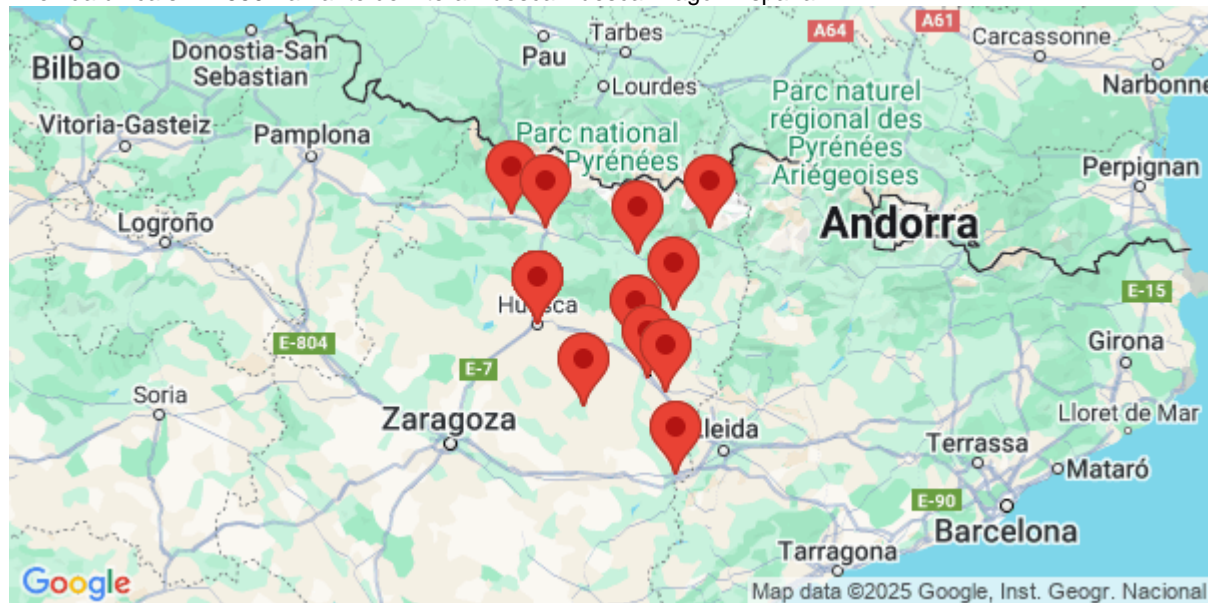 Donostia-San
Sebastian
Bilbao
Pau
Tarbes
Lourdes
A64
A61
Carcassonne
Narbonne
Vitoria-Gasteiz
Pamplona
Parc national
Pyrénées
Parc naturel
régional des
Pyrénées
Ariégeoises
Perpignan
Logroño
Andorra
E-15
Girona
E-804
E-7
Soria
Zaragoza
Lleida
Lloret de Mar
Terrassa
Mataró
E-90
Barcelona
Tarragona
Google
Map data ©2025 Google, Inst. Geogr. Nacional